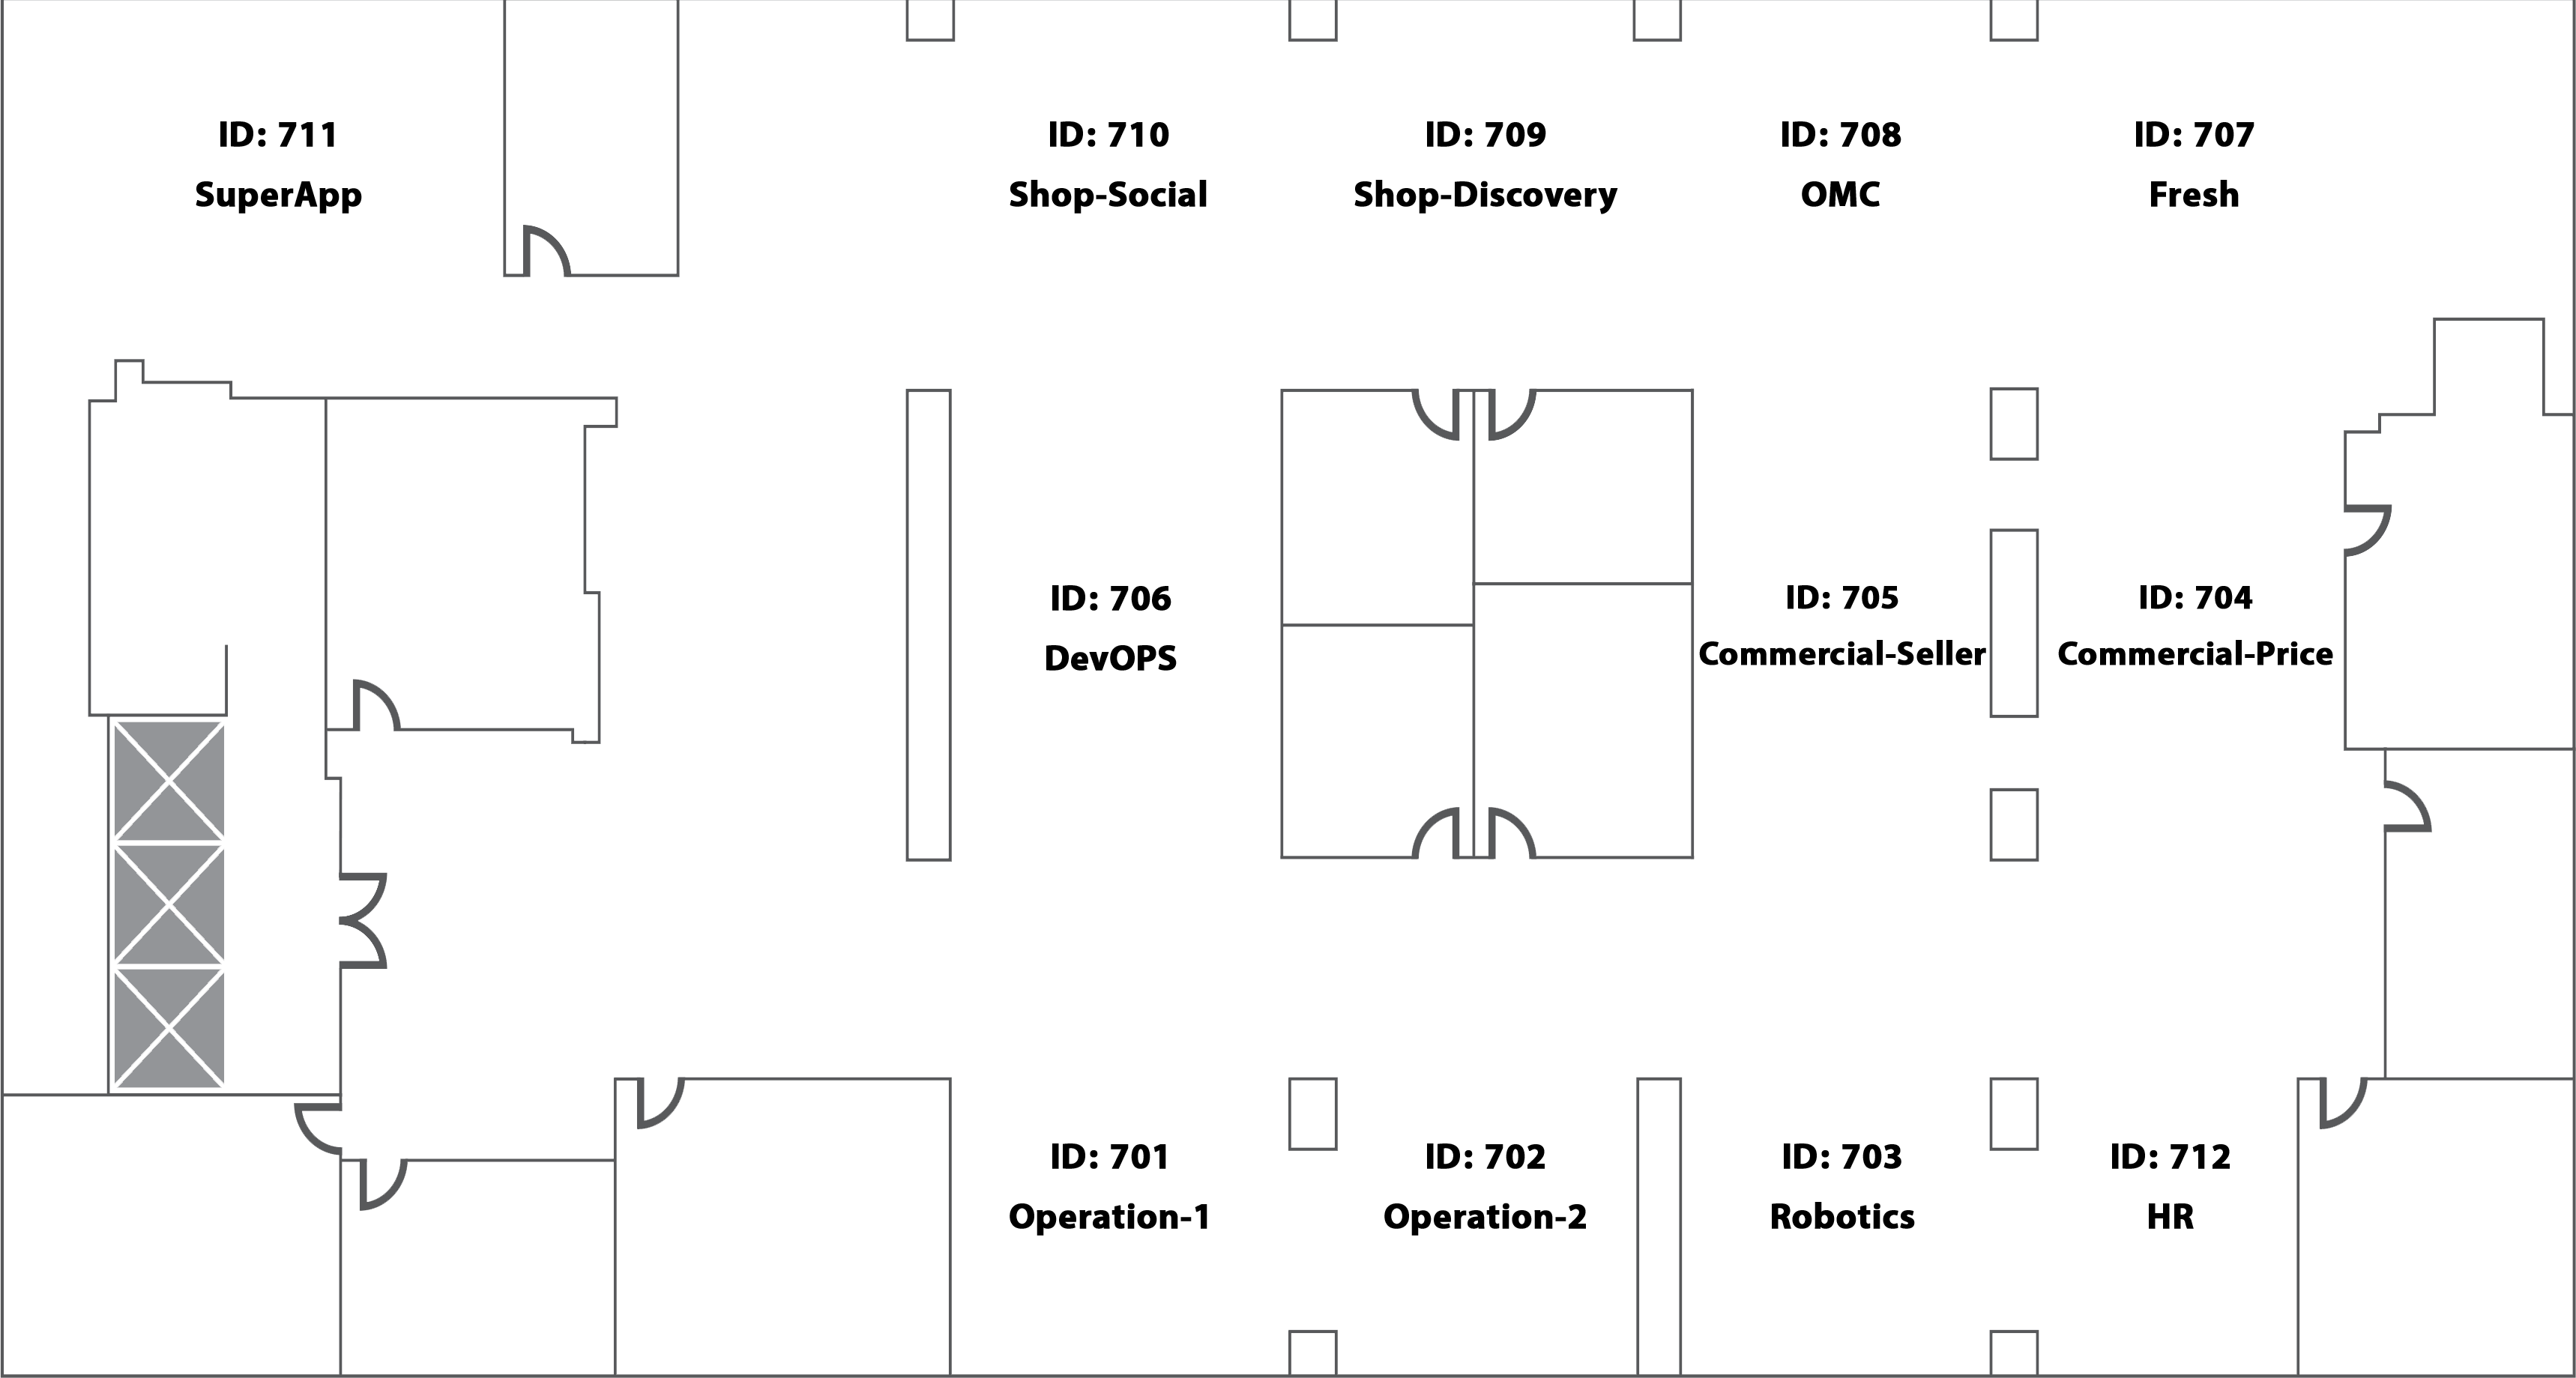 ID: 711
SuperApp
ID: 710
Shop-Social
ID: 709
Shop-Discovery
ID: 708
OMC
ID: 707
Fresh
ID: 706
DevOPS
ID: 705
Commercial-Seller
ID: 704
Commercial-Price
ID: 701
Operation-1
ID: 702
Operation-2
ID: 703
Robotics
ID: 712
HR